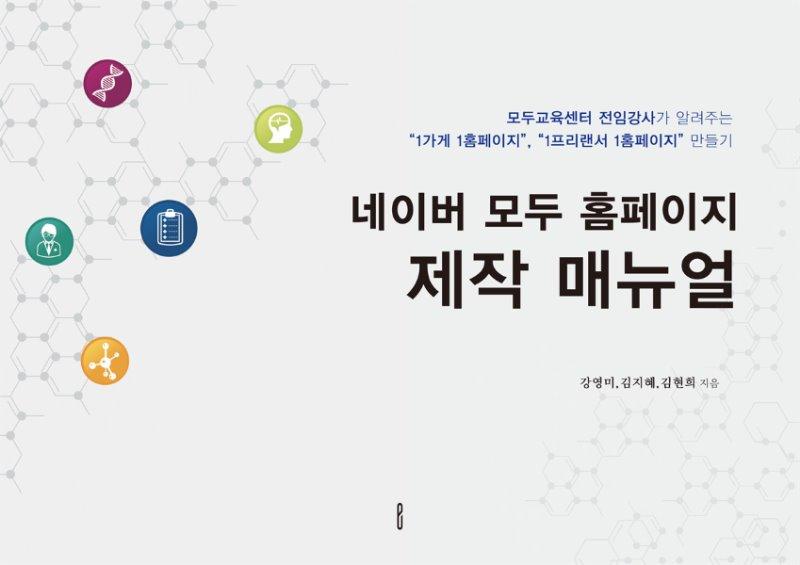 모두교육센터 전임강사가 알려주는
“1가게 1홈페이지”, “1프리랜서 1홈페이지” 만들기
네이버 모두 홈페이지
제작 매뉴얼
강영미,김지혜,김현희 지음
e